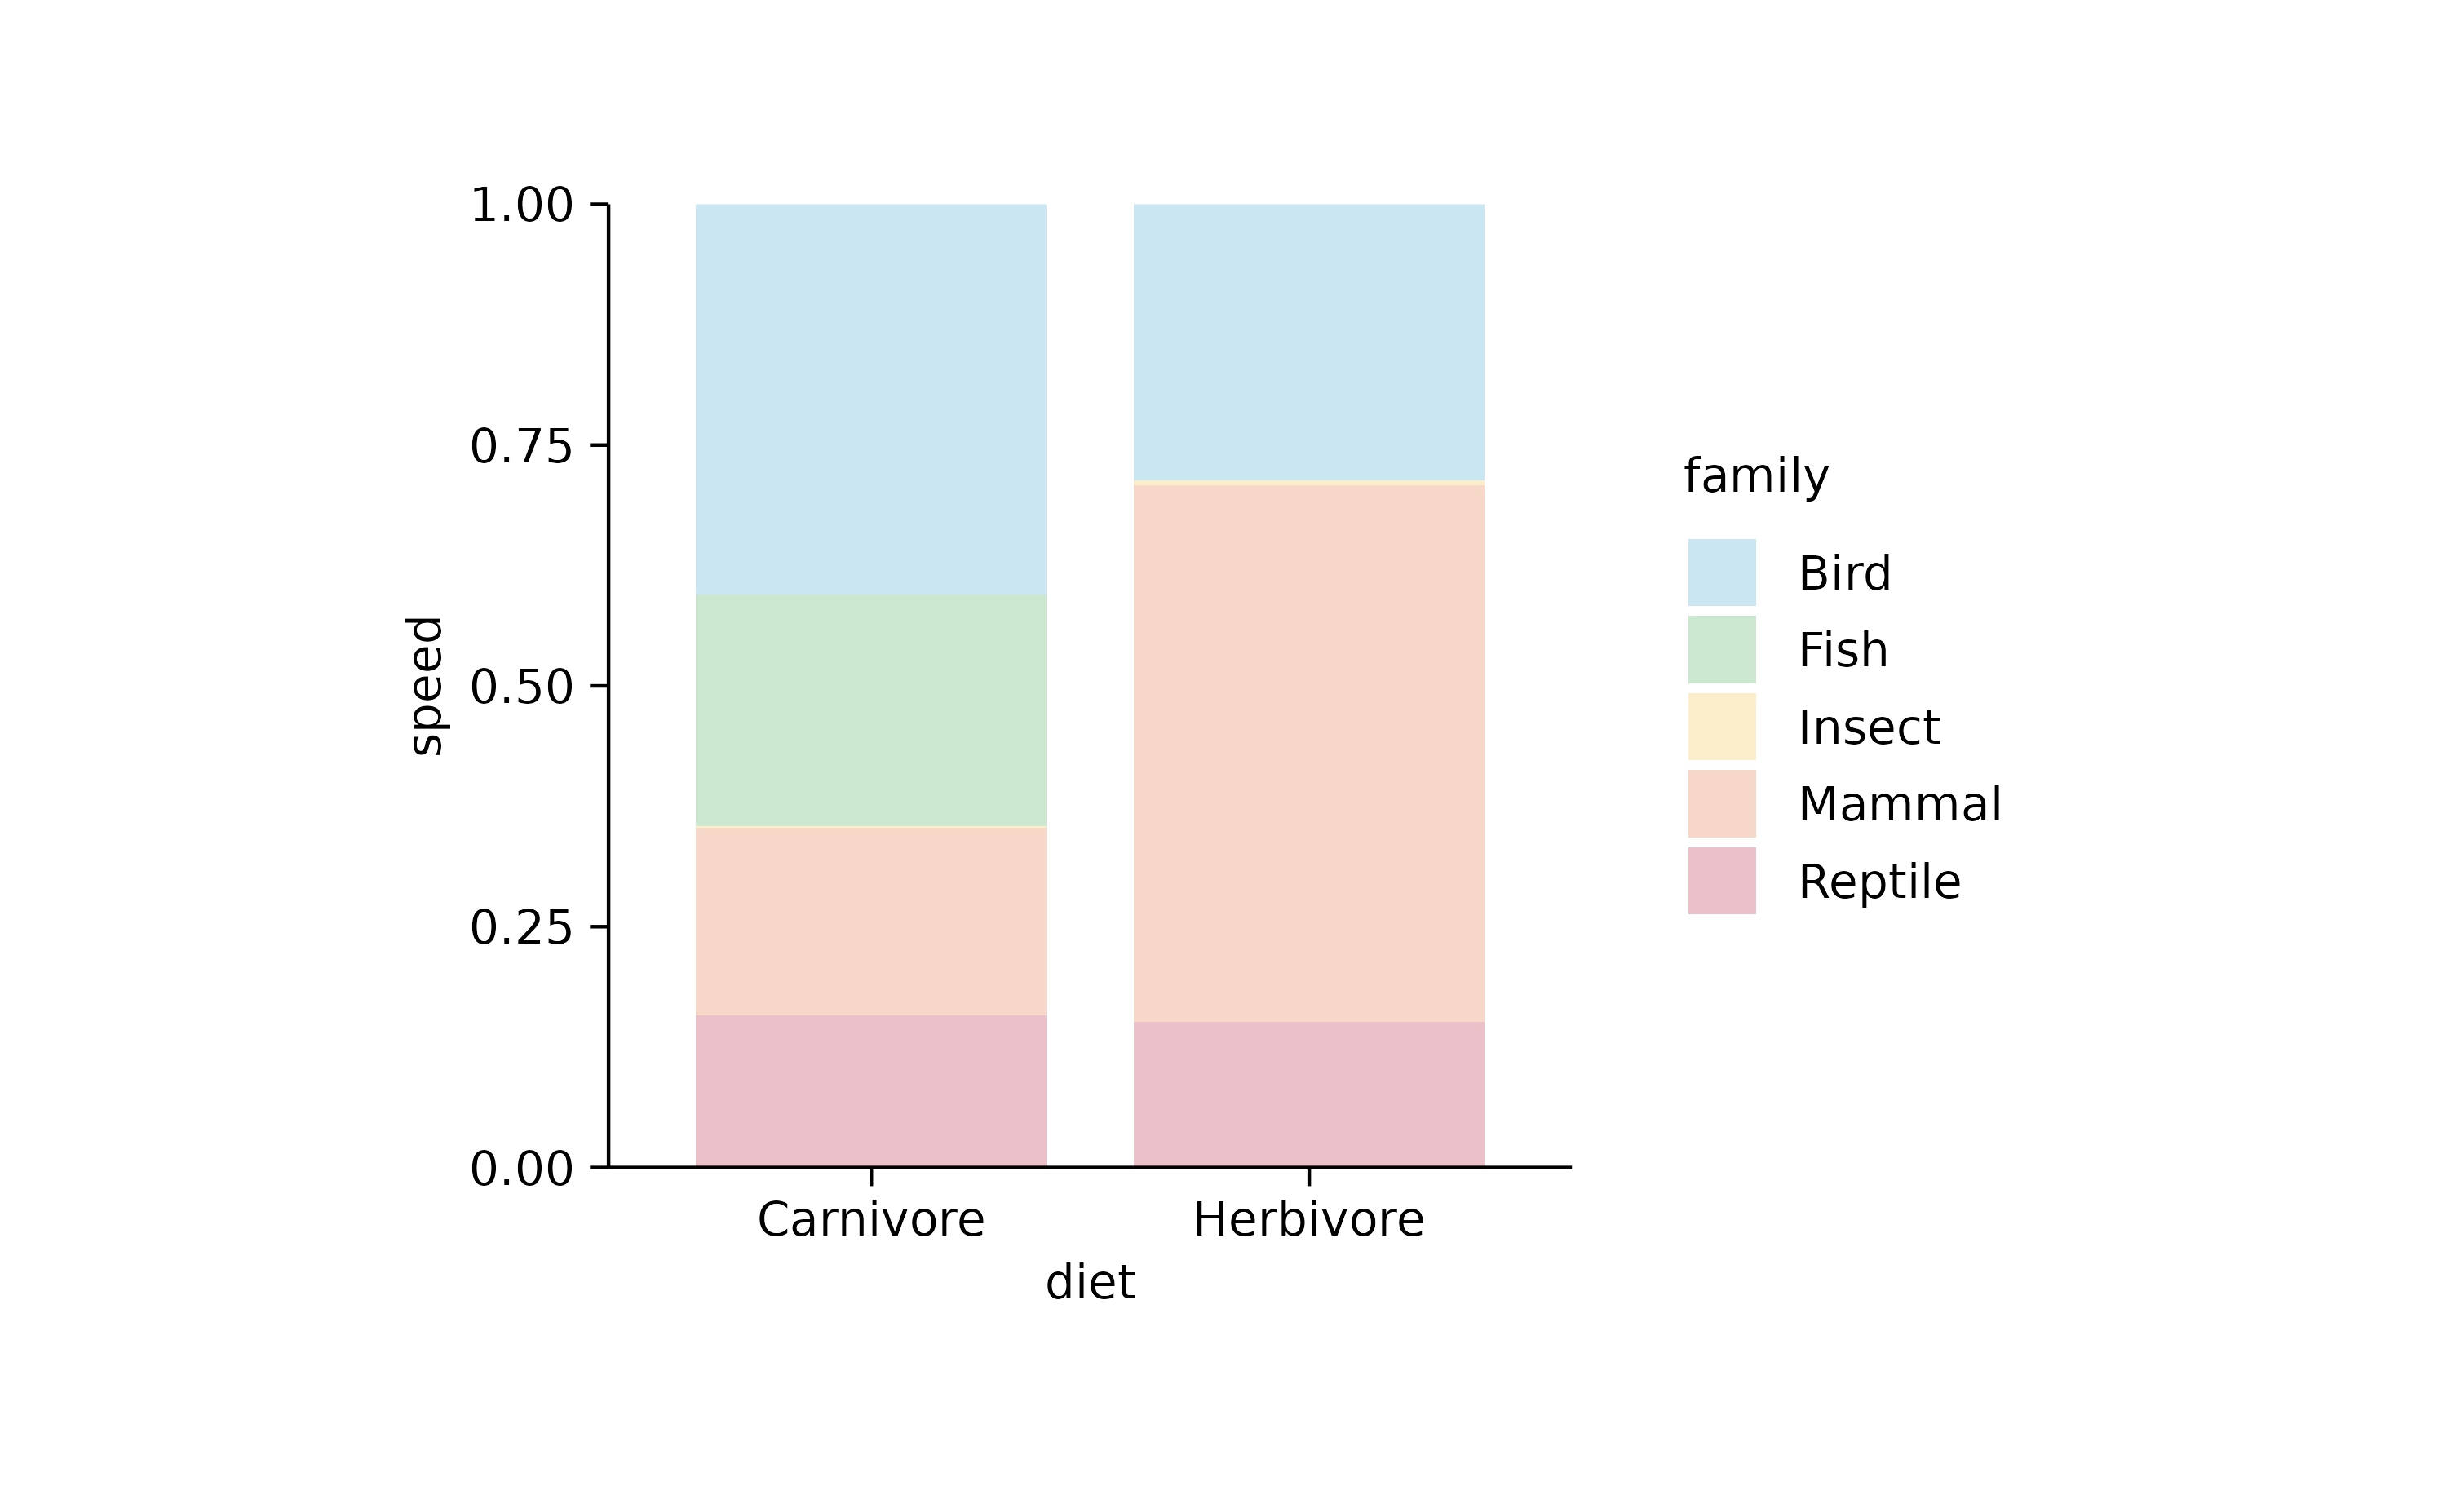 1.00
0.75
0.50
0.25
0.00
speed
Carnivore
Herbivore
diet
family
Bird
Fish
Insect
Mammal
Reptile